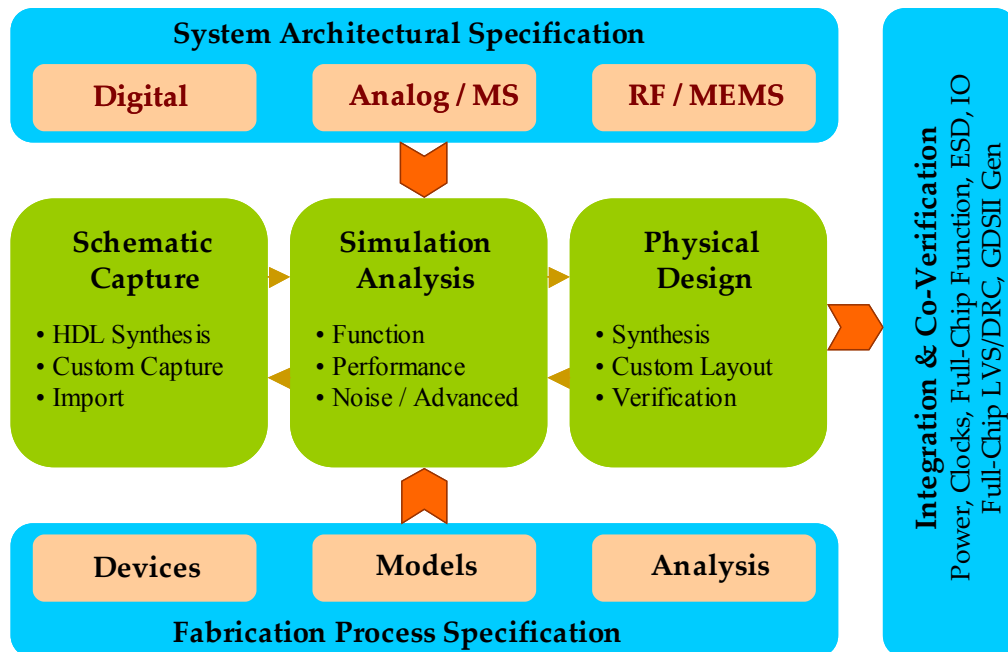 System Architectural Specification
Digital
Analog / MS
RF / MEMS
Schematic
Capture
• HDL Synthesis
• Custom Capture
• Import
Simulation
Analysis
• Function
• Performance
• Noise / Advanced
Physical
Design
• Synthesis
• Custom Layout
• Verification
Devices
Models
Analysis
Fabrication Process Specification
Integration & Co-Verification
Power, Clocks, Full-Chip Function, ESD, IO
Full-Chip LVS/DRC, GDSII Gen